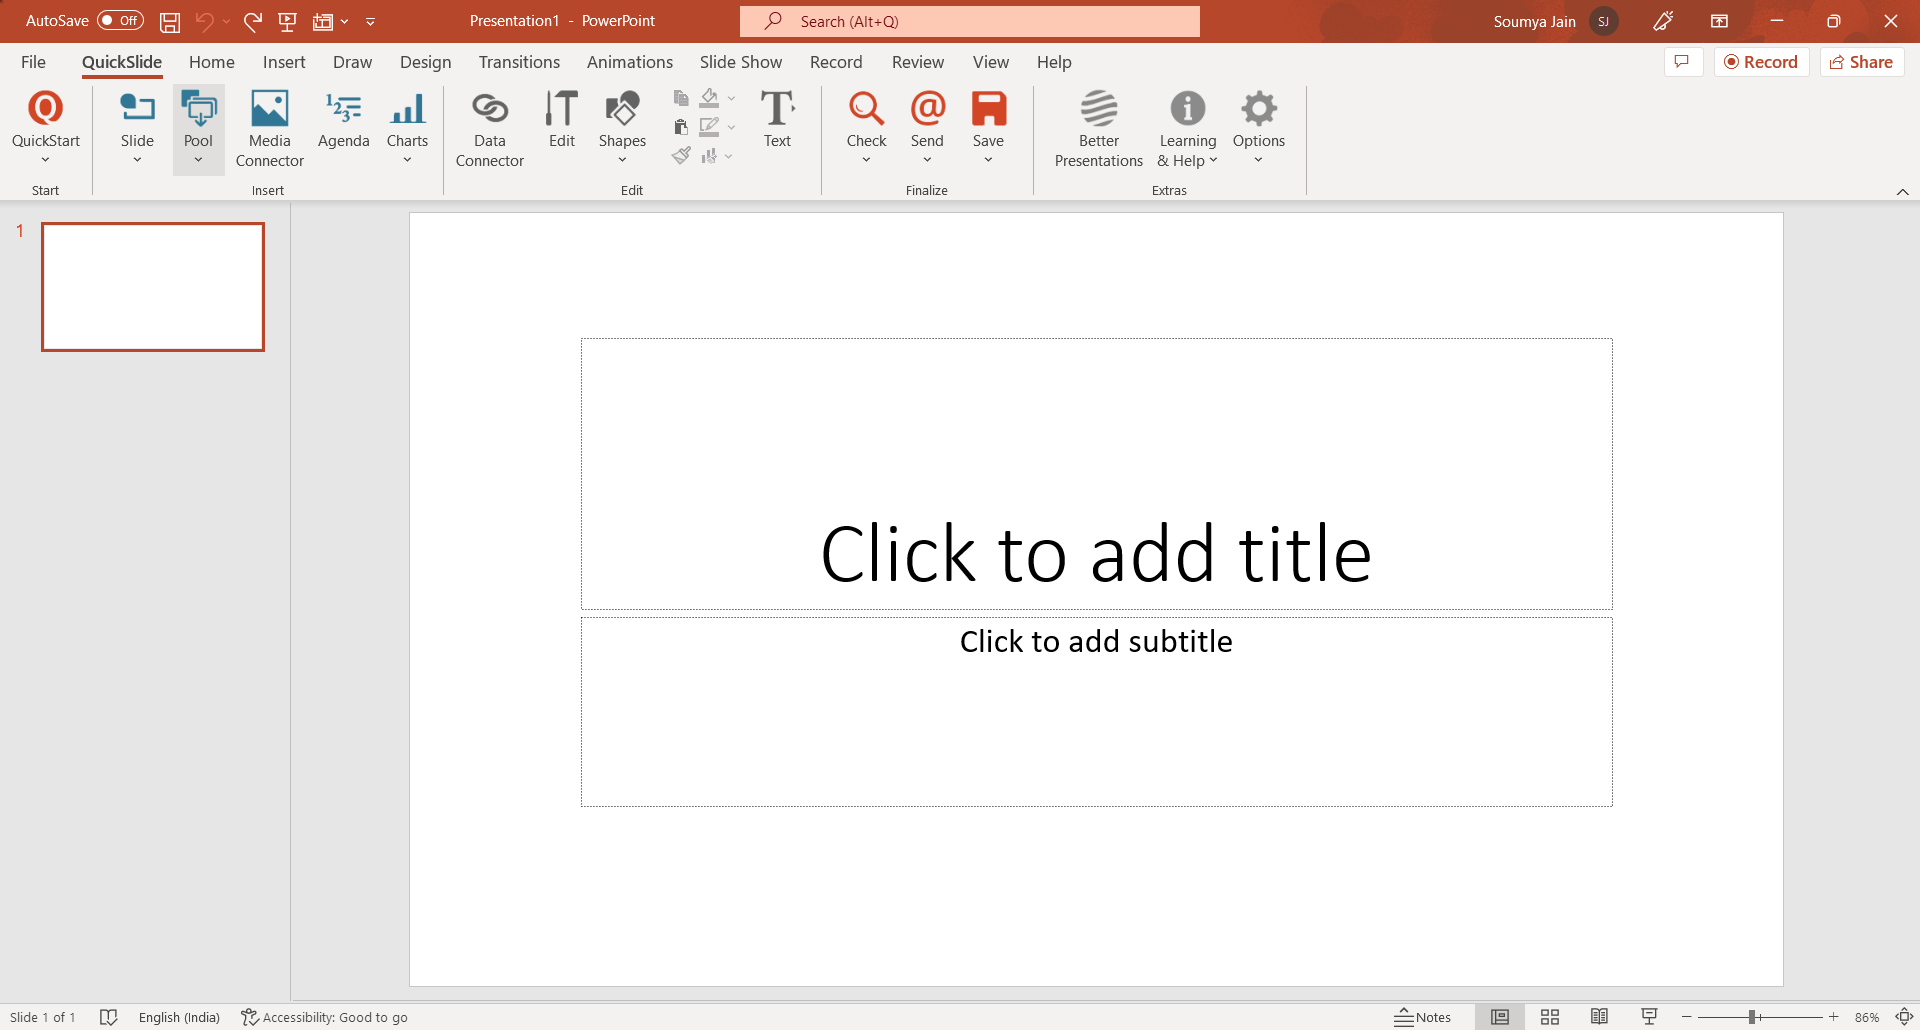 AutoSave Off Presentation1 - PowerPoint Search (Alt+Q) Soumya Jain SJ
File QuickSlide Home Insert Draw Design Transitions Animations Slide Show Record Review View Help Record Share
QuickStart Slide Pool Media Connector Agenda Charts Data Connector Edit Shapes Text Check Send Save Better Presentations Learning & Help Options
Start Insert Edit Finalize Extras
1
Click to add title
Click to add subtitle
Slide 1 of 1 English (India) Accessibility: Good to go Notes 86%